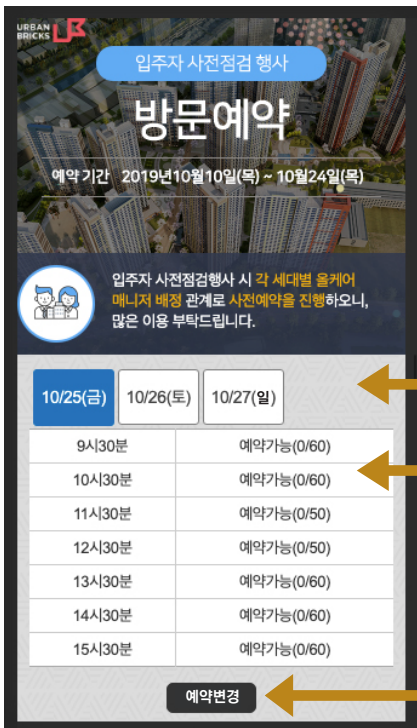 URBAN
BRICKS
입주자 사전점검 행사
방문예약
예약 기간 2019년10월10일(목) ~ 10월24일(목)
입주자 사전점검행사 시 각 세대별 올케어
매니저 배정 관계로 사전예약을 진행하오니,
많은 이용 부탁드립니다.
10/25(금) 10/26(토) 10/27(일)
9시30분 예약가능(0/60)
10시30분 예약가능(0/60)
11시30분 예약가능(0/50)
12시30분 예약가능(0/50)
13시30분 예약가능(0/60)
14시30분 예약가능(0/60)
15시30분 예약가능(0/60)
예약변경